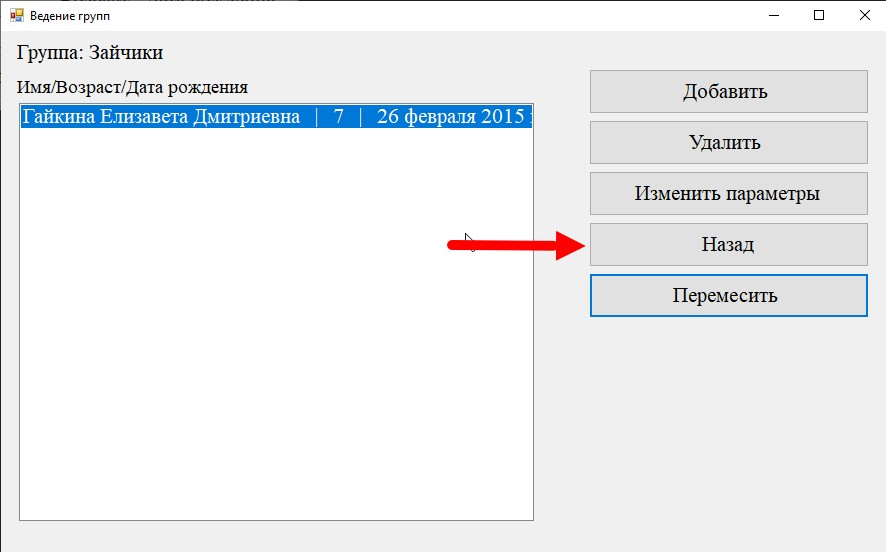 Ведение групп
Группа: Зайчики
Имя/Возраст/Дата рождения
Гайкина Елизавета Дмитриевна | 7 | 26 февраля 2015
Добавить
Удалить
Изменить параметры
Назад
Перемесить